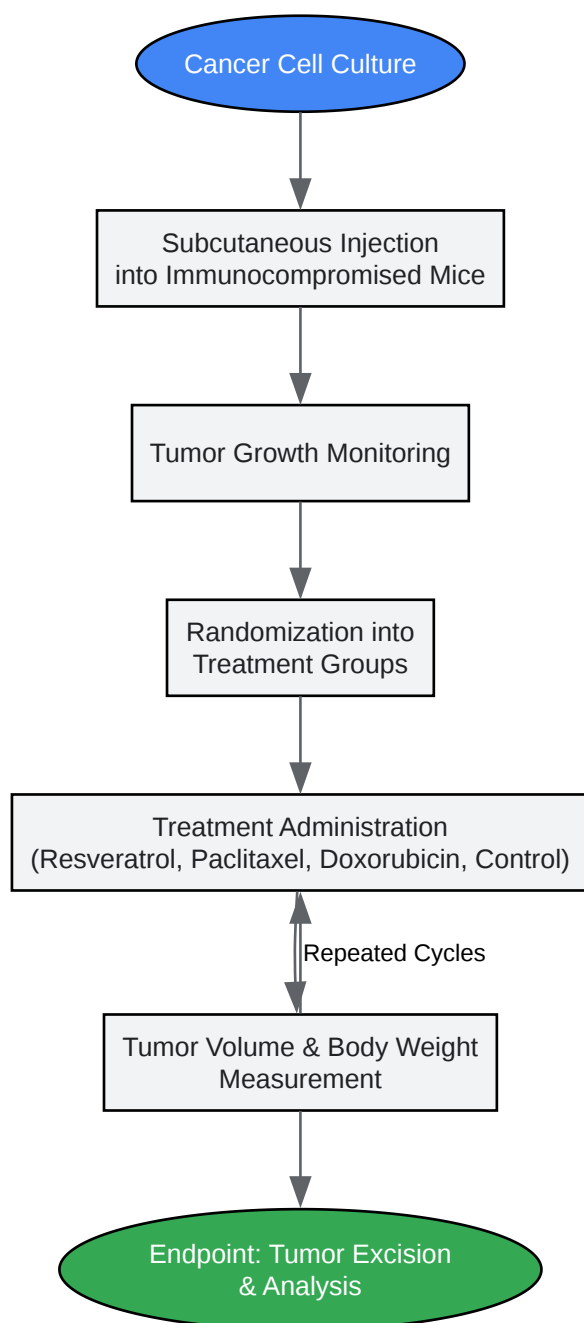 Cancer Cell Culture
Subcutaneous Injection
into Immunocompromised Mice
Tumor Growth Monitoring
Randomization into
Treatment Groups
Treatment Administration
(Resveratrol, Paclitaxel, Doxorubicin, Control)
Repeated Cycles
Tumor Volume & Body Weight
Measurement
Endpoint: Tumor Excision
& Analysis